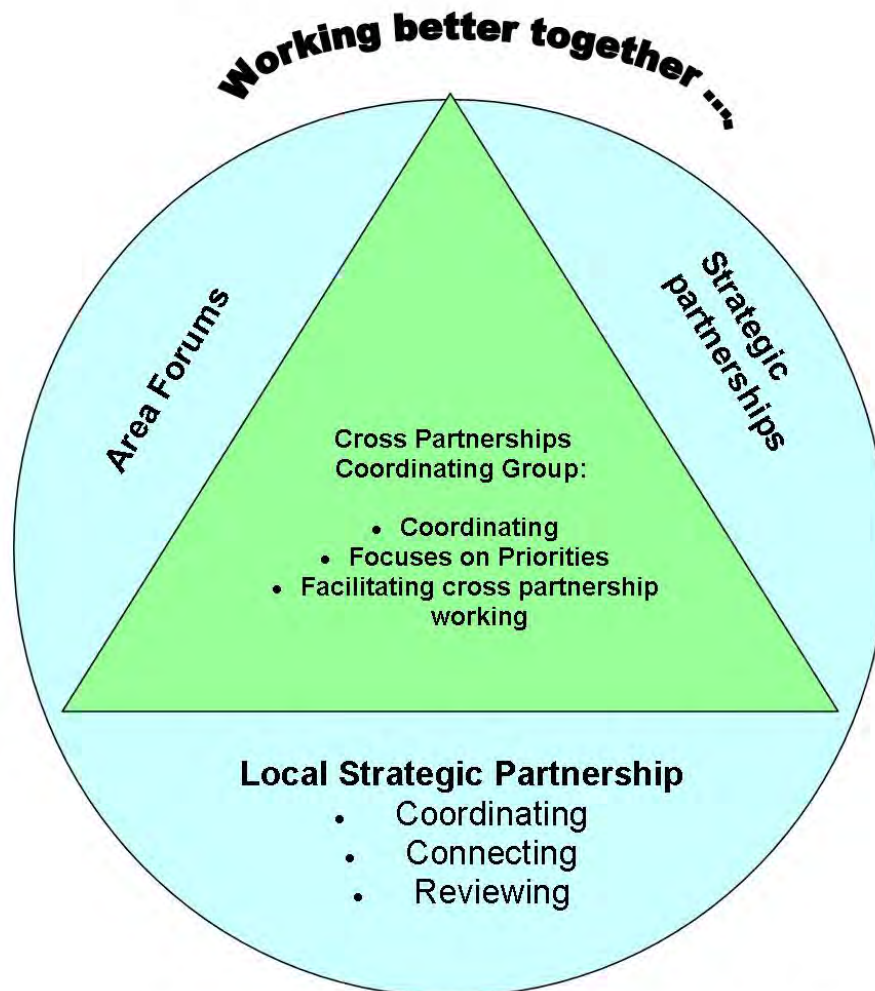 Working better together ....
Area Forums
Strategic
partnerships
Cross Partnerships
Coordinating Group:
• Coordinating
• Focuses on Priorities
• Facilitating cross partnership
working
Local Strategic Partnership
• Coordinating
• Connecting
• Reviewing